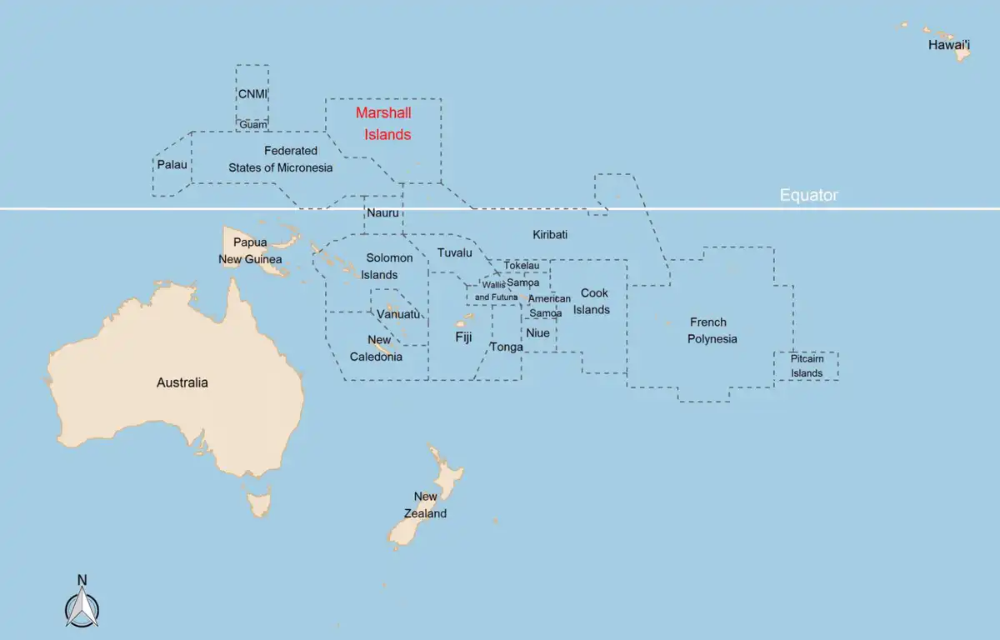 Hawai'i
CNMI
Guam
Marshall
Islands
Palau
Federated
States of Micronesia
Equator
Nauru
Kiribati
Papua
New Guinea
Solomon
Islands
Tuvalu
Tokelau
Wallis
and Futuna
Samoa
American
Samoa
Cook
Islands
Vanuatu
Fiji
Niue
Tonga
New
Caledonia
French
Polynesia
Pitcairn
Islands
Australia
New
Zealand
N